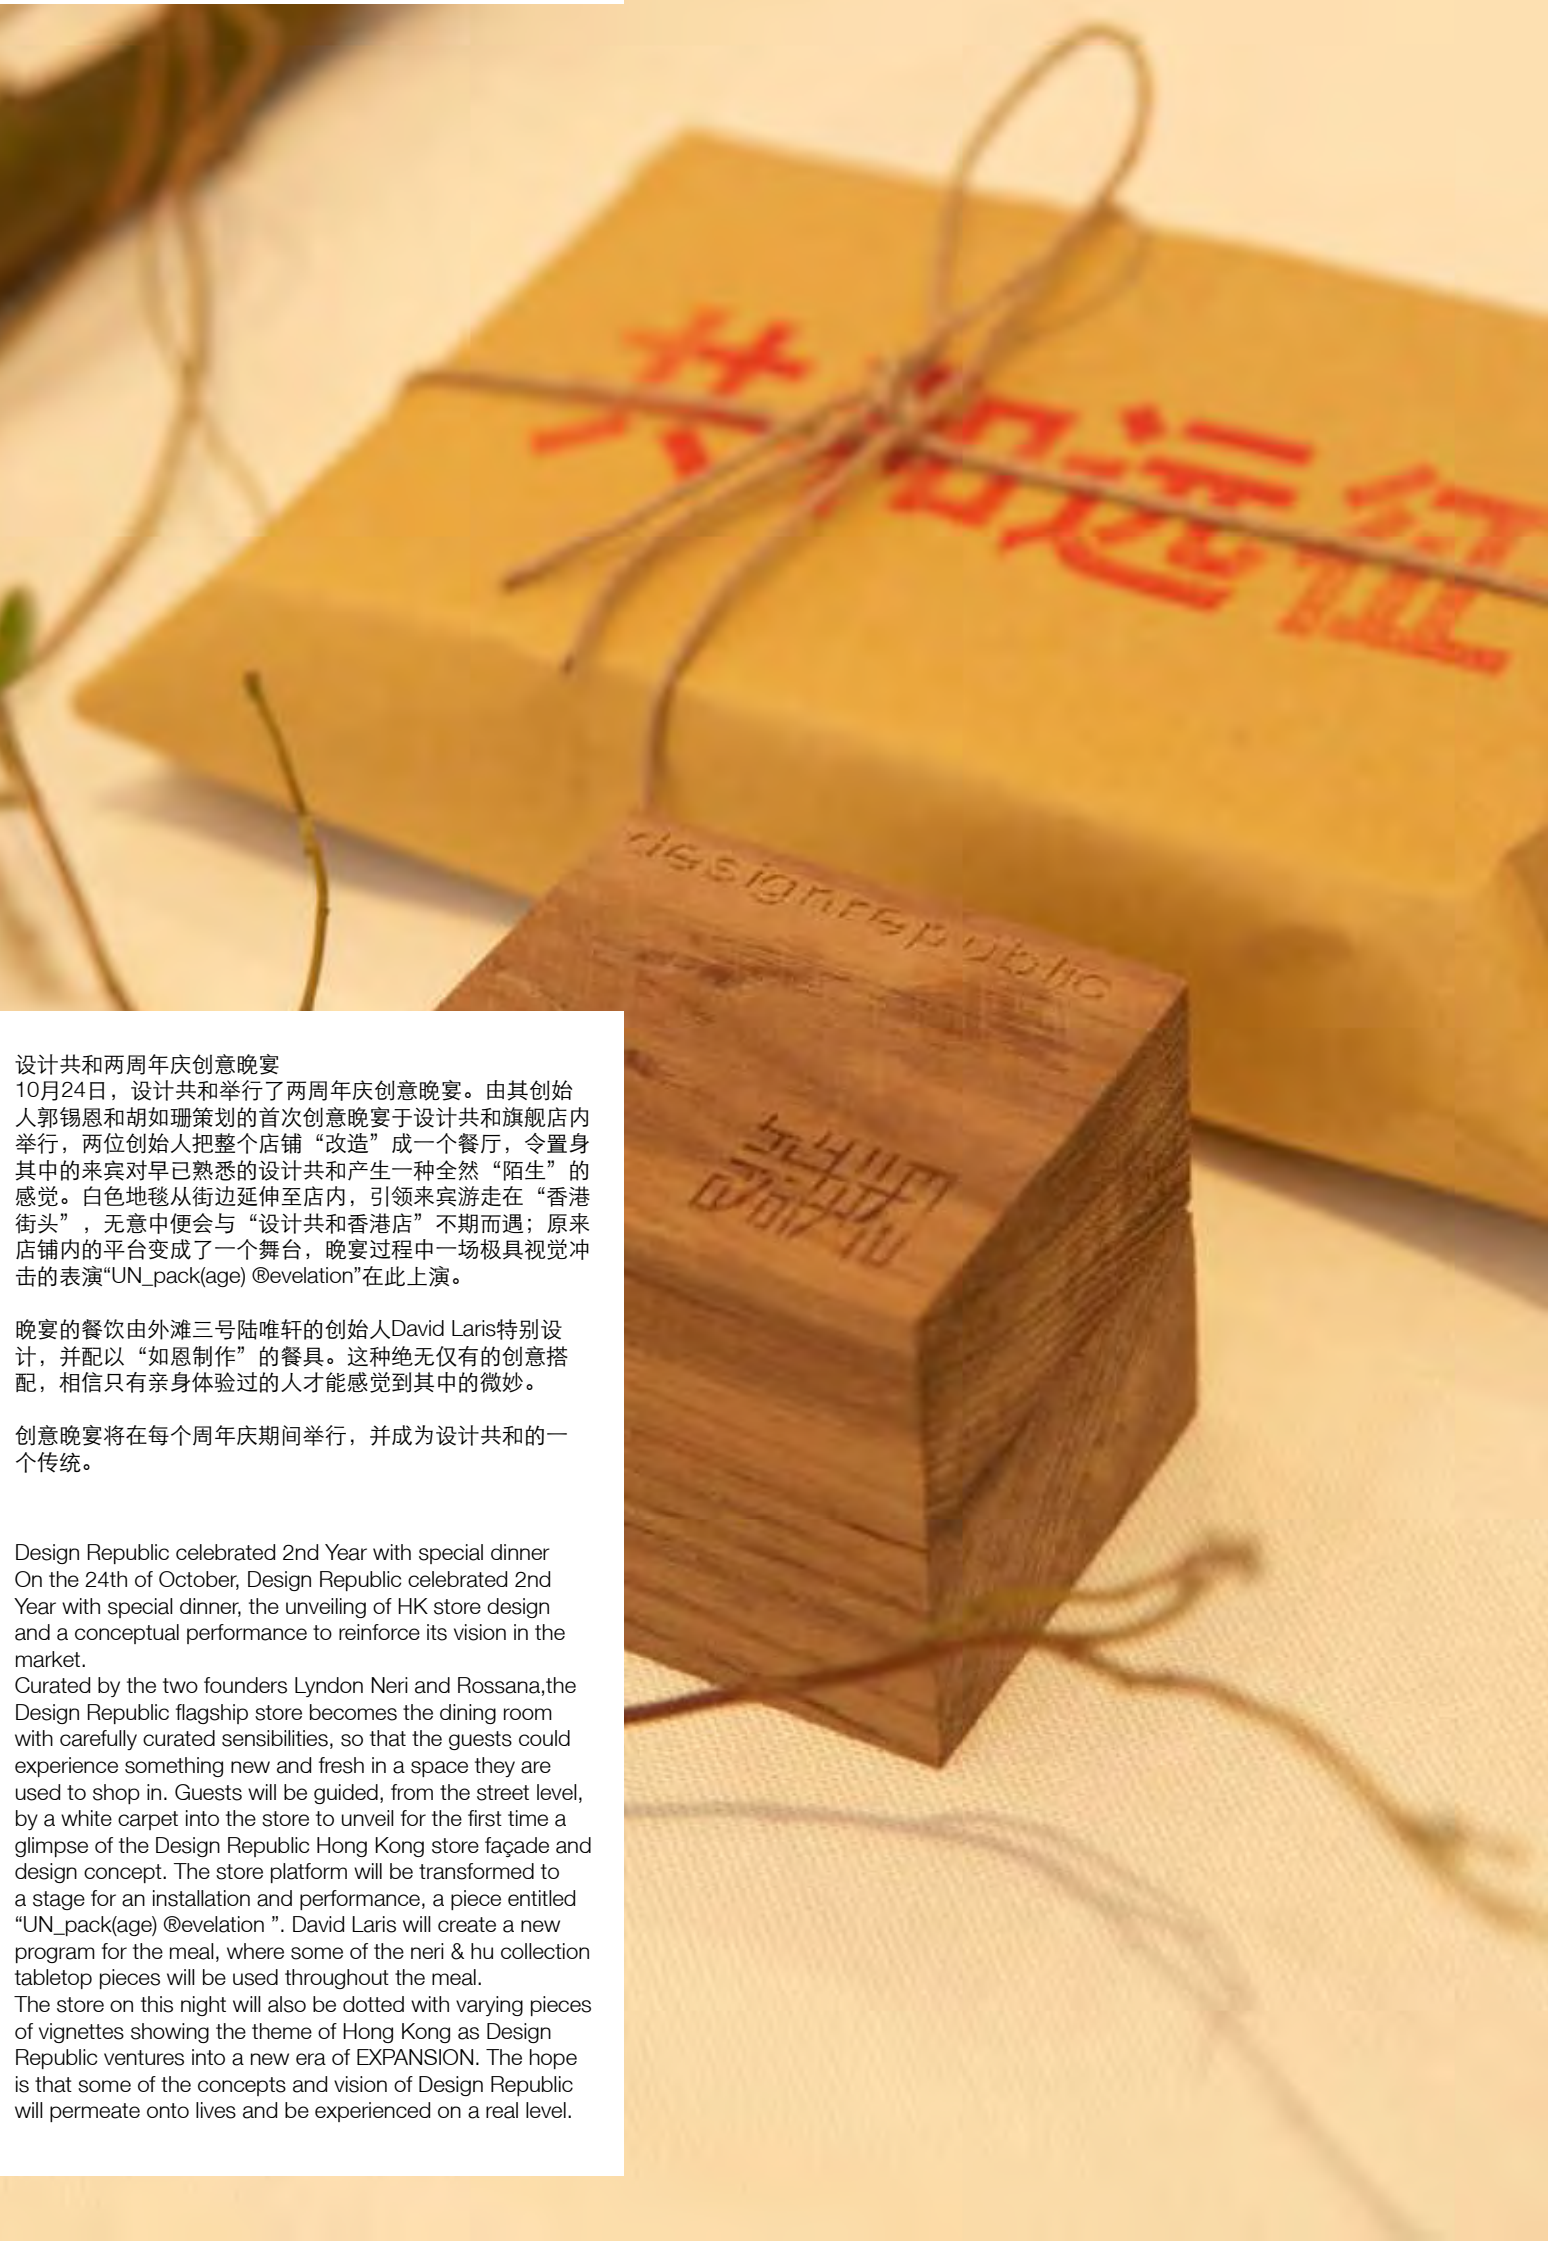 共和运红
designrepublic
设计共和两周年庆创意晚宴
10月24日，设计共和举行了两周年庆创意晚宴。由其创始
人郭锡恩和胡如珊策划的首次创意晚宴于设计共和旗舰店内
举行，两位创始人把整个店铺“改造”成一个餐厅，令置身
其中的来宾对早已熟悉的设计共和产生一种全然“陌生”的
感觉。白色地毯从街边延伸至店内，引领来宾游走在“香港
街头”，无意中便会与“设计共和香港店”不期而遇；原来
店铺内的平台变成了一个舞台，晚宴过程中一场极具视觉冲
击的表演“UN_pack(age) ®evelation”在此上演。
晚宴的餐饮由外滩三号陆唯轩的创始人David Laris特别设
计，并配以“如恩制作”的餐具。这种绝无仅有的创意搭
配，相信只有亲身体验过的人才能感觉到其中的微妙。
创意晚宴将在每个周年庆期间举行，并成为设计共和的一
个传统。
Design Republic celebrated 2nd Year with special dinner
On the 24th of October, Design Republic celebrated 2nd
Year with special dinner, the unveiling of HK store design
and a conceptual performance to reinforce its vision in the
market.
Curated by the two founders Lyndon Neri and Rossana,the
Design Republic flagship store becomes the dining room
with carefully curated sensibilities, so that the guests could
experience something new and fresh in a space they are
used to shop in. Guests will be guided, from the street level,
by a white carpet into the store to unveil for the first time a
glimpse of the Design Republic Hong Kong store façade and
design concept. The store platform will be transformed to
a stage for an installation and performance, a piece entitled
“UN_pack(age) ®evelation ”. David Laris will create a new
program for the meal, where some of the neri & hu collection
tabletop pieces will be used throughout the meal.
The store on this night will also be dotted with varying pieces
of vignettes showing the theme of Hong Kong as Design
Republic ventures into a new era of EXPANSION. The hope
is that some of the concepts and vision of Design Republic
will permeate onto lives and be experienced on a real level.